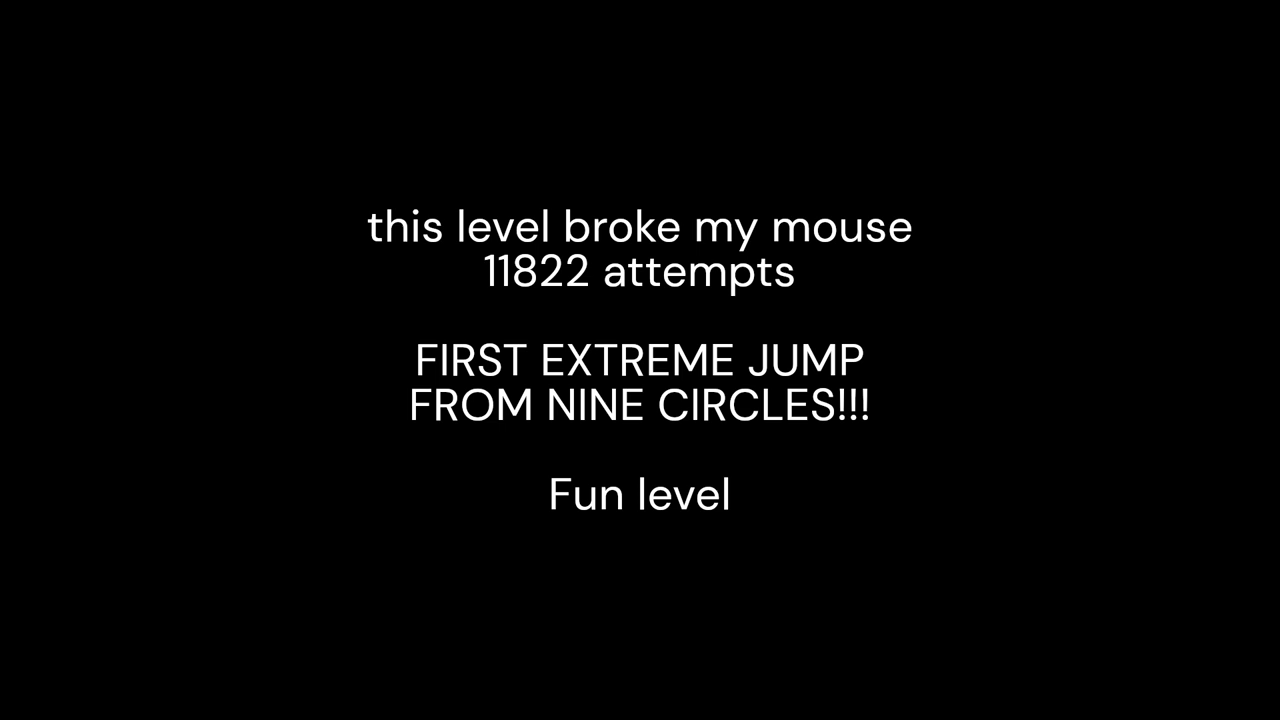 this level broke my mouse
11822 attempts
FIRST EXTREME JUMP
FROM NINE CIRCLES!!!
Fun level